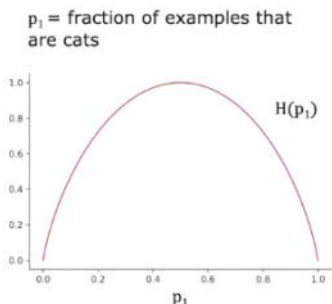 p₁ = fraction of examples that
are cats
1.0
0.8
0.6
0.4
0.2
0.0
H(p₁)
0.0 0.2 0.4 0.6 0.8 1.0
p₁